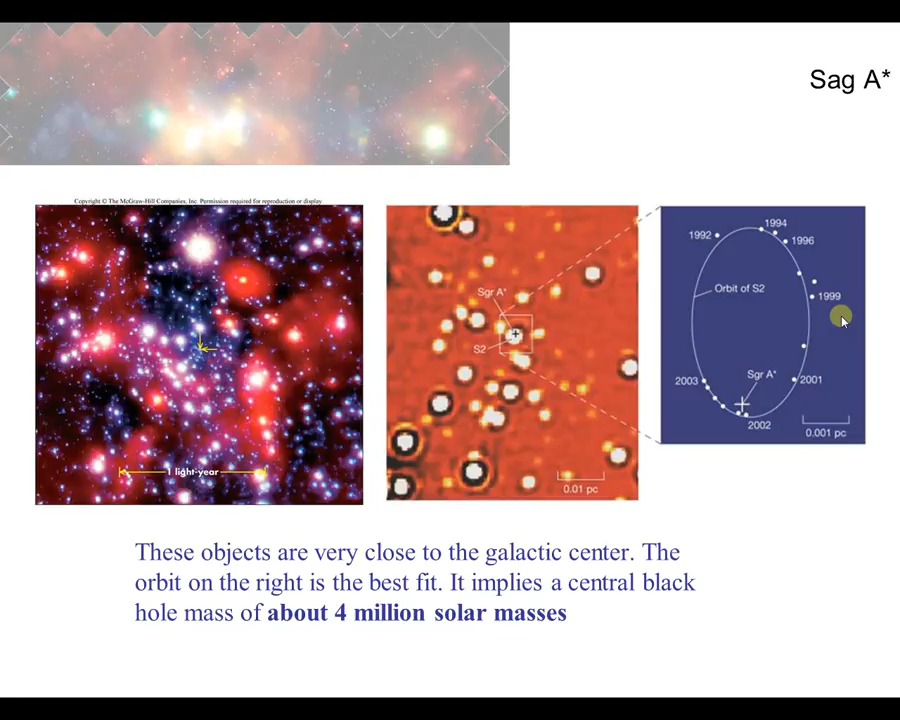 Sag A*
Copyright © The McGraw-Hill Companies, Inc. Permission required for reproduction or display
1 light-year
Sgr A*
S2
0.01 pc
1992
1994
1996
Orbit of S2
1999
Sgr A*
2003
2001
2002
0.001 pc
These objects are very close to the galactic center. The
orbit on the right is the best fit. It implies a central black
hole mass of about 4 million solar masses